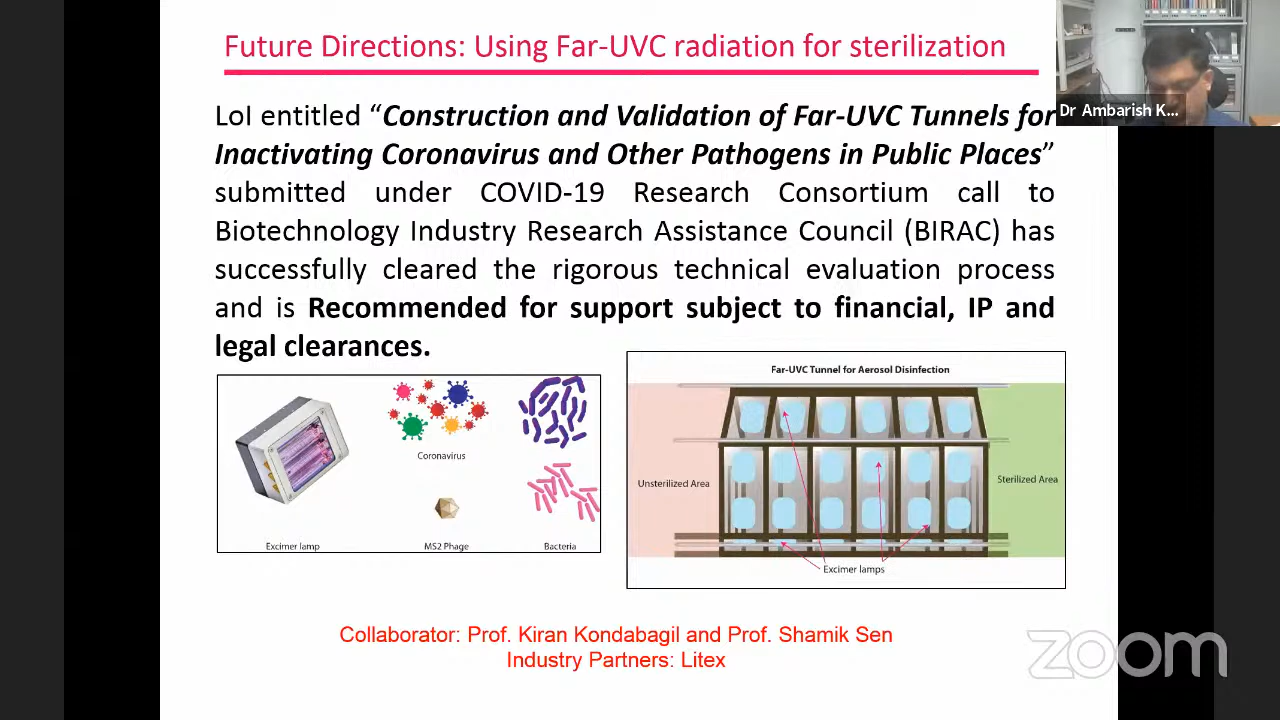 Future Directions: Using Far-UVC radiation for sterilization
Dr Ambarish K...
LoI entitled “Construction and Validation of Far-UVC Tunnels for
Inactivating Coronavirus and Other Pathogens in Public Places”
submitted under COVID-19 Research Consortium call to
Biotechnology Industry Research Assistance Council (BIRAC) has
successfully cleared the rigorous technical evaluation process
and is Recommended for support subject to financial, IP and
legal clearances.
Coronavirus
Excimer lamp
MS2 Phage
Bacteria
Far-UVC Tunnel for Aerosol Disinfection
Unsterilized Area
Sterilized Area
Excimer lamps
Collaborator: Prof. Kiran Kondabagil and Prof. Shamik Sen
Industry Partners: Litex
zoom